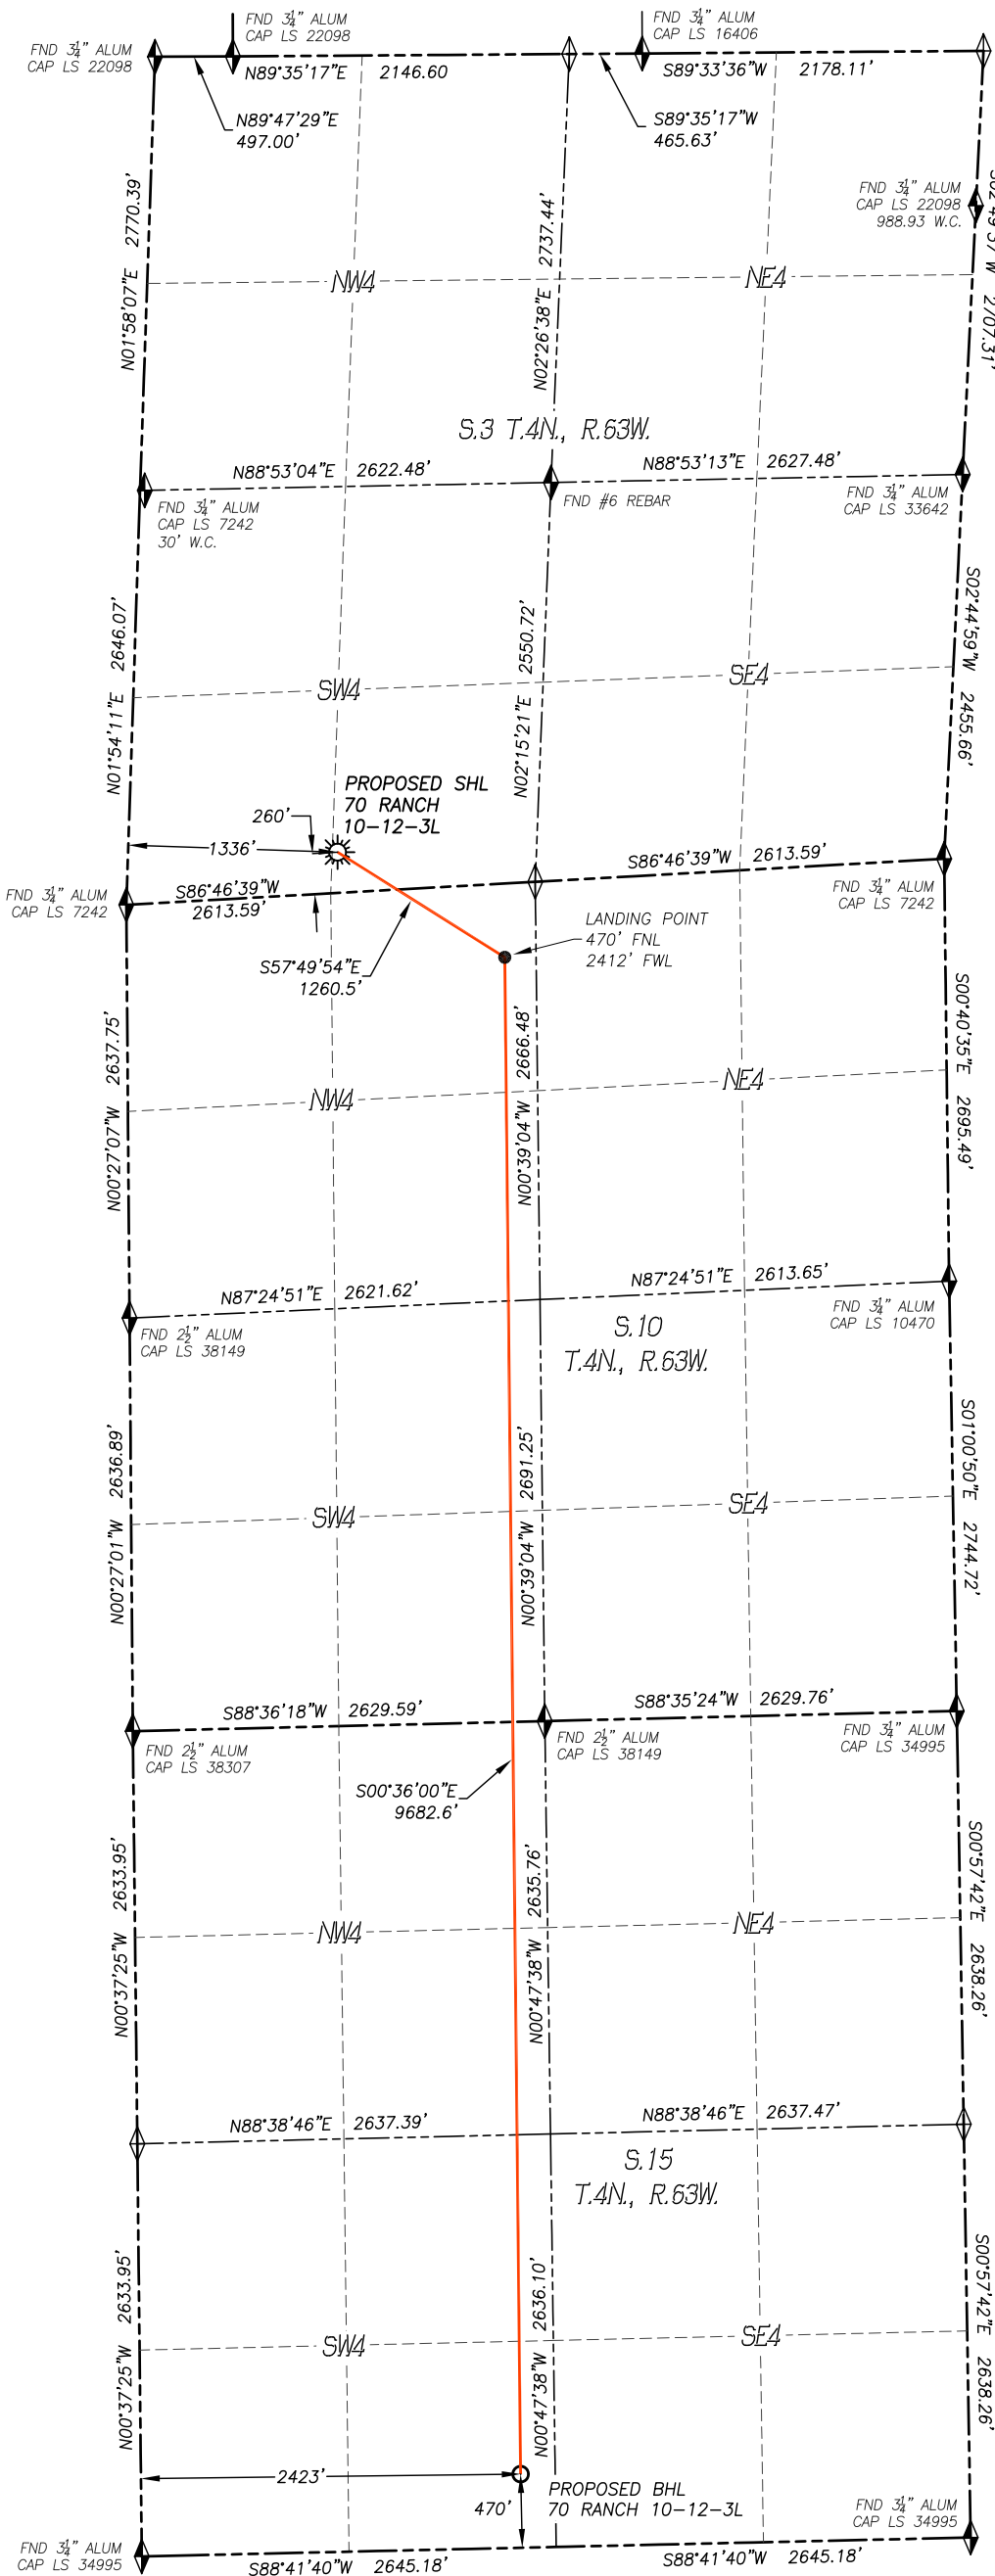 FND 3¼" ALUM
CAP LS 22098
FND 3¼" ALUM
CAP LS 22098
FND 3¼" ALUM
CAP LS 16406
N89°35'17"E 2146.60
S89°33'36"W 2178.11'
N89°47'29"E
497.00'
S89°35'17"W
465.63'
FND 3¼" ALUM
CAP LS 22098
988.93 W.C.
S02°49'57"W 2707.31'
N01°58'07"E 2770.39'
N02°26'38"E 2737.44'
NW4
NE4
S.3 T.4N., R.63W.
N88°53'04"E 2622.48'
N88°53'13"E 2627.48'
FND 3¼" ALUM
CAP LS 7242
30' W.C.
FND #6 REBAR
FND 3¼" ALUM
CAP LS 33642
N01°54'11"E 2646.07'
N02°15'21"E 2550.72'
S02°44'59"W 2455.66'
SW4
SE4
PROPOSED SHL
70 RANCH
10-12-3L
260'
1336'
FND 3¼" ALUM
CAP LS 7242
S86°46'39"W
2613.59'
S86°46'39"W 2613.59'
FND 3¼" ALUM
CAP LS 7242
LANDING POINT
470' FNL
2412' FWL
S57°49'54"E
1260.5'
N00°27'07"W 2637.75'
N00°39'04"W 2666.48'
S00°40'35"E 2695.49'
NW4
NE4
N87°24'51"E 2621.62'
N87°24'51"E 2613.65'
FND 2½" ALUM
CAP LS 38149
FND 3¼" ALUM
CAP LS 10470
S.10
T.4N., R.63W.
N00°27'01"W 2636.89'
N00°39'04"W 2691.25'
S01°00'50"E 2744.72'
SW4
SE4
S88°36'18"W 2629.59'
S88°35'24"W 2629.76'
FND 2½" ALUM
CAP LS 38307
FND 2½" ALUM
CAP LS 38149
FND 3¼" ALUM
CAP LS 34995
S00°36'00"E
9682.6'
N00°37'25"W 2633.95'
N00°47'38"W 2635.76'
S00°57'42"E 2638.26'
NW4
NE4
N88°38'46"E 2637.39'
N88°38'46"E 2637.47'
S.15
T.4N., R.63W.
N00°37'25"W 2633.95'
N00°47'38"W 2636.10'
S00°57'42"E 2638.26'
SW4
SE4
2423'
470'
PROPOSED BHL
70 RANCH 10-12-3L
FND 3¼" ALUM
CAP LS 34995
FND 3¼" ALUM
CAP LS 34995
S88°41'40"W 2645.18'
S88°41'40"W 2645.18'